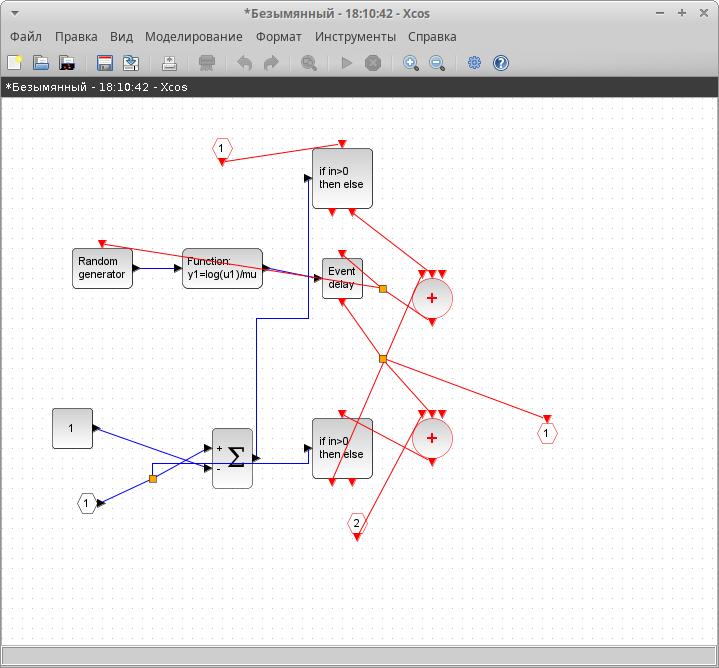 *Безымянный - 18:10:42 - Xcos
Файл Правка Вид Моделирование Формат Инструменты Справка
*Безымянный - 18:10:42 - Xcos
1
if in>0
then else
Random
generator
Function:
y1=log(u1)/mu
Event
delay
+
1
+
-
Σ
if in>0
then else
+
1
1
2